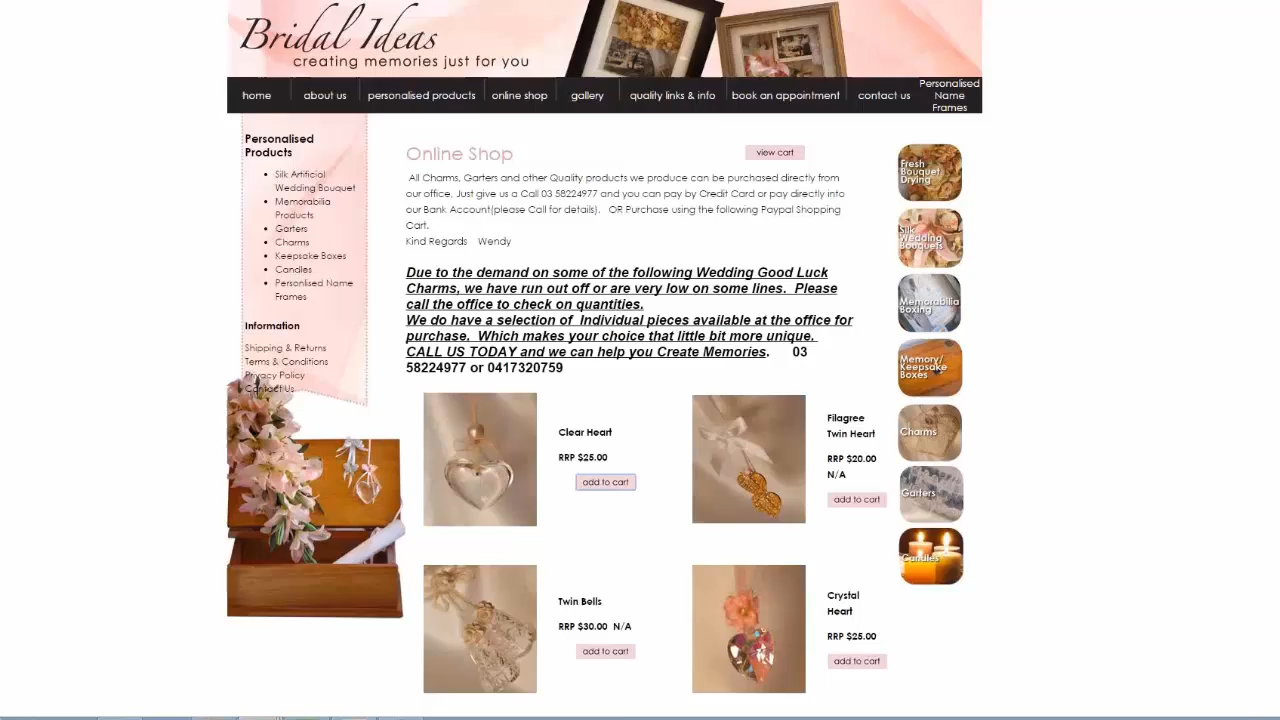 Bridal Ideas
creating memories just for you
home
about us
personalised products
online shop
gallery
quality links & info
book an appointment
contact us
Personalised
Name
Frames
Personalised
Products
Silk Artificial
Wedding Bouquet
Memorabilia
Products
Garters
Charms
Keepsake Boxes
Candles
Personlised Name
Frames
Information
Shipping & Returns
Terms & Conditions
Privacy Policy
Contact Us
Online Shop
view cart
All Charms, Garters and other Quality products we produce can be purchased directly from
our office. Just give us a Call 03 58224977 and you can pay by Credit Card or pay directly into
our Bank Account(please Call for details). OR Purchase using the following Paypal Shopping
Cart.
Kind Regards Wendy
Due to the demand on some of the following Wedding Good Luck
Charms, we have run out off or are very low on some lines. Please
call the office to check on quantities.
We do have a selection of Individual pieces available at the office for
purchase. Which makes your choice that little bit more unique.
CALL US TODAY and we can help you Create Memories. 03
58224977 or 0417320759
Clear Heart
RRP $25.00
add to cart
Filagree
Twin Heart
RRP $20.00
N/A
add to cart
Twin Bells
RRP $30.00 N/A
add to cart
Crystal
Heart
RRP $25.00
add to cart
Fresh
Bouquet
Drying
Silk
Wedding
Bouquets
Memorabilia
Boxing
Memory/
Keepsake
Boxes
Charms
Garters
Candles